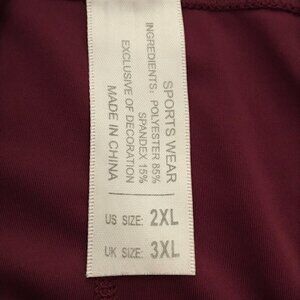 SPORTS WEAR
INGREDIENTS: POLYESTER 85%
SPANDEX 15%
EXCLUSIVE OF DECORATION
MADE IN CHINA
US SIZE: 2XL
UK SIZE: 3XL